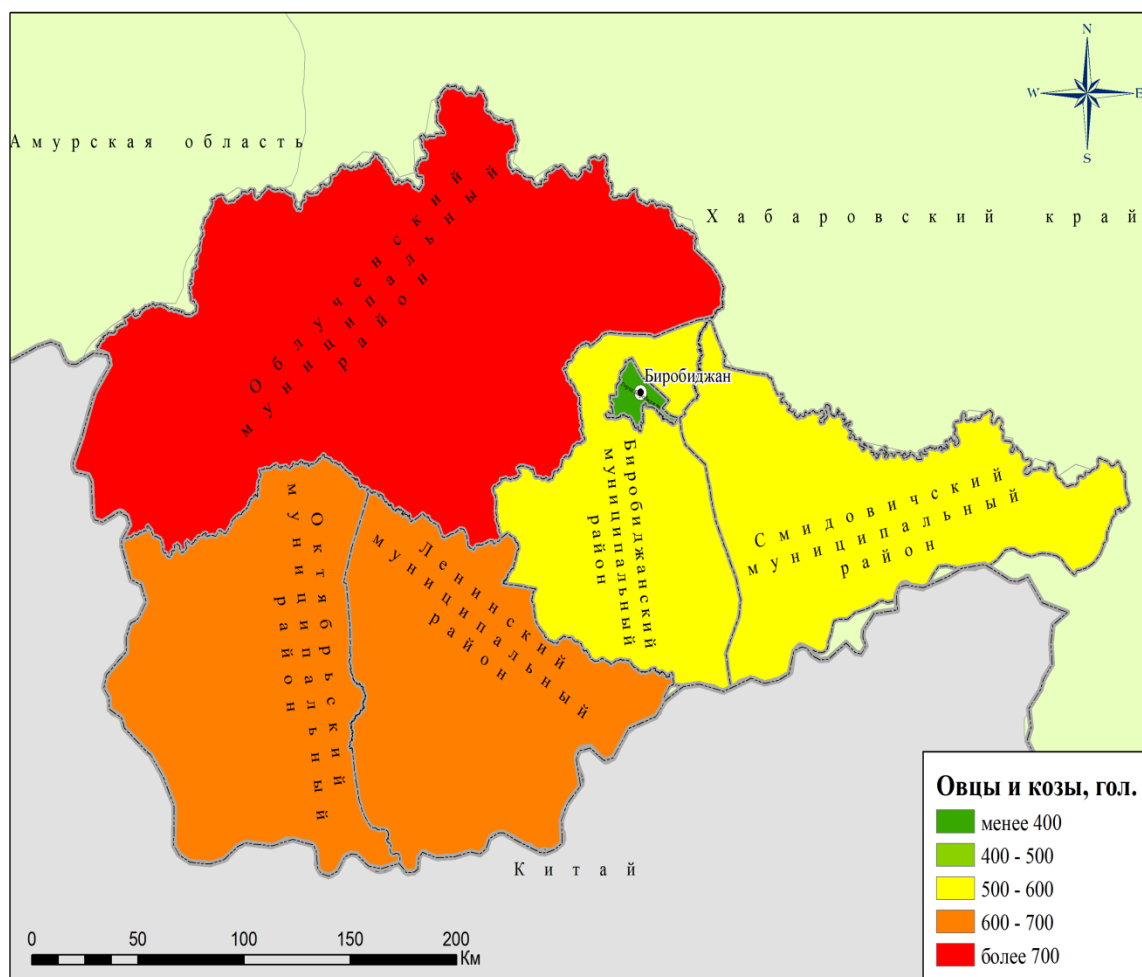 N
W
E
S
Амурская область
Хабаровский край
Облученский
муниципальный
район
Биробиджан
Биробиджанский
муниципальный
район
Смидовичский
муниципальный
район
Октябрьский
муниципальный
район
Ленинский
муниципальный
район
Китай
Овцы и козы, гол.
менее 400
400 - 500
500 - 600
600 - 700
более 700
0 50 100 150 200
Км